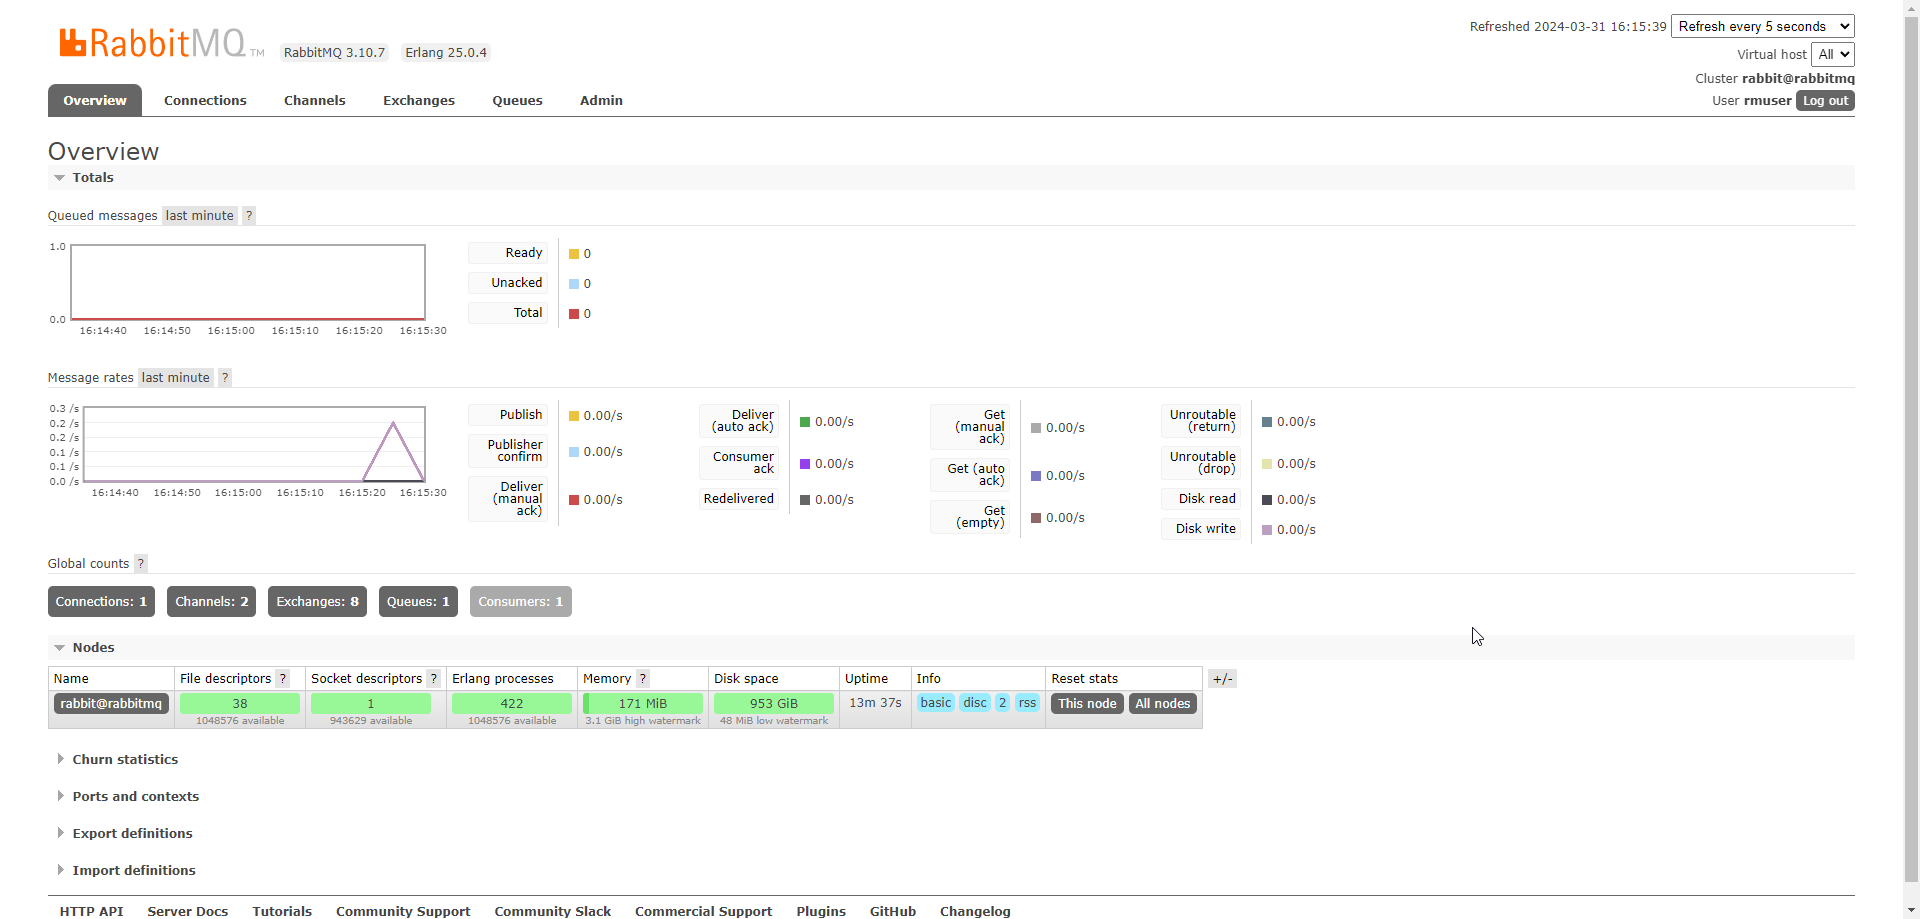 RabbitMQ TM RabbitMQ 3.10.7 Erlang 25.0.4
Refreshed 2024-03-31 16:15:39 Refresh every 5 seconds
Virtual host All
Cluster rabbit@rabbitmq
User rmuser Log out
Overview Connections Channels Exchanges Queues Admin
Overview
Totals
Queued messages last minute ?
1.0
0.0
16:14:40 16:14:50 16:15:00 16:15:10 16:15:20 16:15:30
Ready 0
Unacked 0
Total 0
Message rates last minute ?
0.3 /s
0.2 /s
0.2 /s
0.1 /s
0.1 /s
0.0 /s
16:14:40 16:14:50 16:15:00 16:15:10 16:15:20 16:15:30
Publish 0.00/s
Publisher
confirm 0.00/s
Deliver
(manual
ack) 0.00/s
Deliver
(auto ack) 0.00/s
Consumer
ack 0.00/s
Redelivered 0.00/s
Get
(manual
ack) 0.00/s
Get (auto
ack) 0.00/s
Get
(empty) 0.00/s
Unroutable
(return) 0.00/s
Unroutable
(drop) 0.00/s
Disk read 0.00/s
Disk write 0.00/s
Global counts ?
Connections: 1 Channels: 2 Exchanges: 8 Queues: 1 Consumers: 1
Nodes
Name File descriptors ? Socket descriptors ? Erlang processes Memory ? Disk space Uptime Info Reset stats +/-
rabbit@rabbitmq 38 1 422 171 MiB 953 GiB 13m 37s basic disc 2 rss This node All nodes
1048576 available 943629 available 1048576 available 3.1 GiB high watermark 48 MiB low watermark
Churn statistics
Ports and contexts
Export definitions
Import definitions
HTTP API Server Docs Tutorials Community Support Community Slack Commercial Support Plugins GitHub Changelog